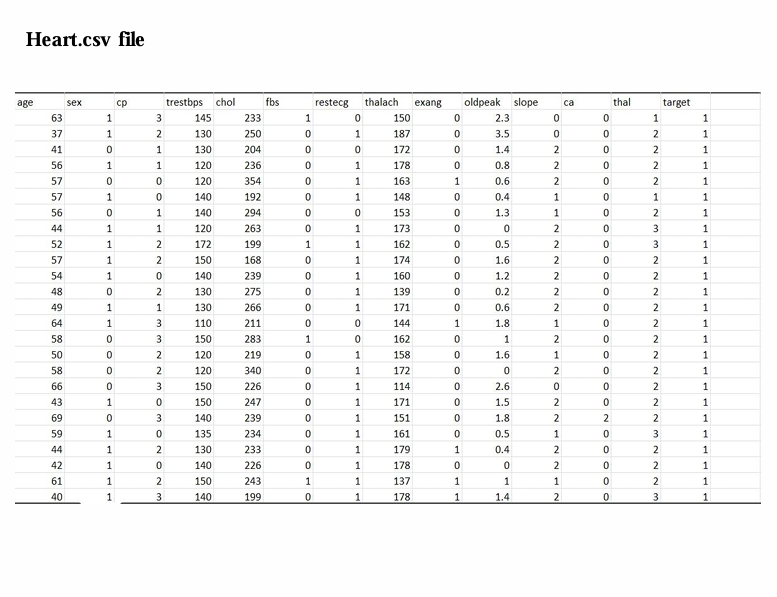 Heart.csv file
age sex cp trestbps chol fbs restecg thalach exang oldpeak slope ca thal target
63 1 3 145 233 1 0 150 0 2.3 0 0 1 1
37 1 2 130 250 0 1 187 0 3.5 0 0 2 1
41 0 1 130 204 0 0 172 0 1.4 2 0 2 1
56 1 1 120 236 0 1 178 0 0.8 2 0 2 1
57 0 0 120 354 0 1 163 1 0.6 2 0 2 1
57 1 0 140 192 0 1 148 0 0.4 1 0 1 1
56 0 1 140 294 0 0 153 0 1.3 1 0 2 1
44 1 1 120 263 0 1 173 0 0 2 0 3 1
52 1 2 172 199 1 1 162 0 0.5 2 0 3 1
57 1 2 150 168 0 1 174 0 1.6 2 0 2 1
54 1 0 140 239 0 1 160 0 1.2 2 0 2 1
48 0 2 130 275 0 1 139 0 0.2 2 0 2 1
49 1 1 130 266 0 1 171 0 0.6 2 0 2 1
64 1 3 110 211 0 0 144 1 1.8 1 0 2 1
58 0 3 150 283 1 0 162 0 1 2 0 2 1
50 0 2 120 219 0 1 158 0 1.6 1 0 2 1
58 0 2 120 340 0 1 172 0 0 2 0 2 1
66 0 3 150 226 0 1 114 0 2.6 0 0 2 1
43 1 0 150 247 0 1 171 0 1.5 2 0 2 1
69 0 3 140 239 0 1 151 0 1.8 2 2 2 1
59 1 0 135 234 0 1 161 0 0.5 1 0 3 1
44 1 2 130 233 0 1 179 1 0.4 2 0 2 1
42 1 0 140 226 0 1 178 0 0 2 0 2 1
61 1 2 150 243 1 1 137 1 1 1 0 2 1
40 1 3 140 199 0 1 178 1 1.4 2 0 3 1